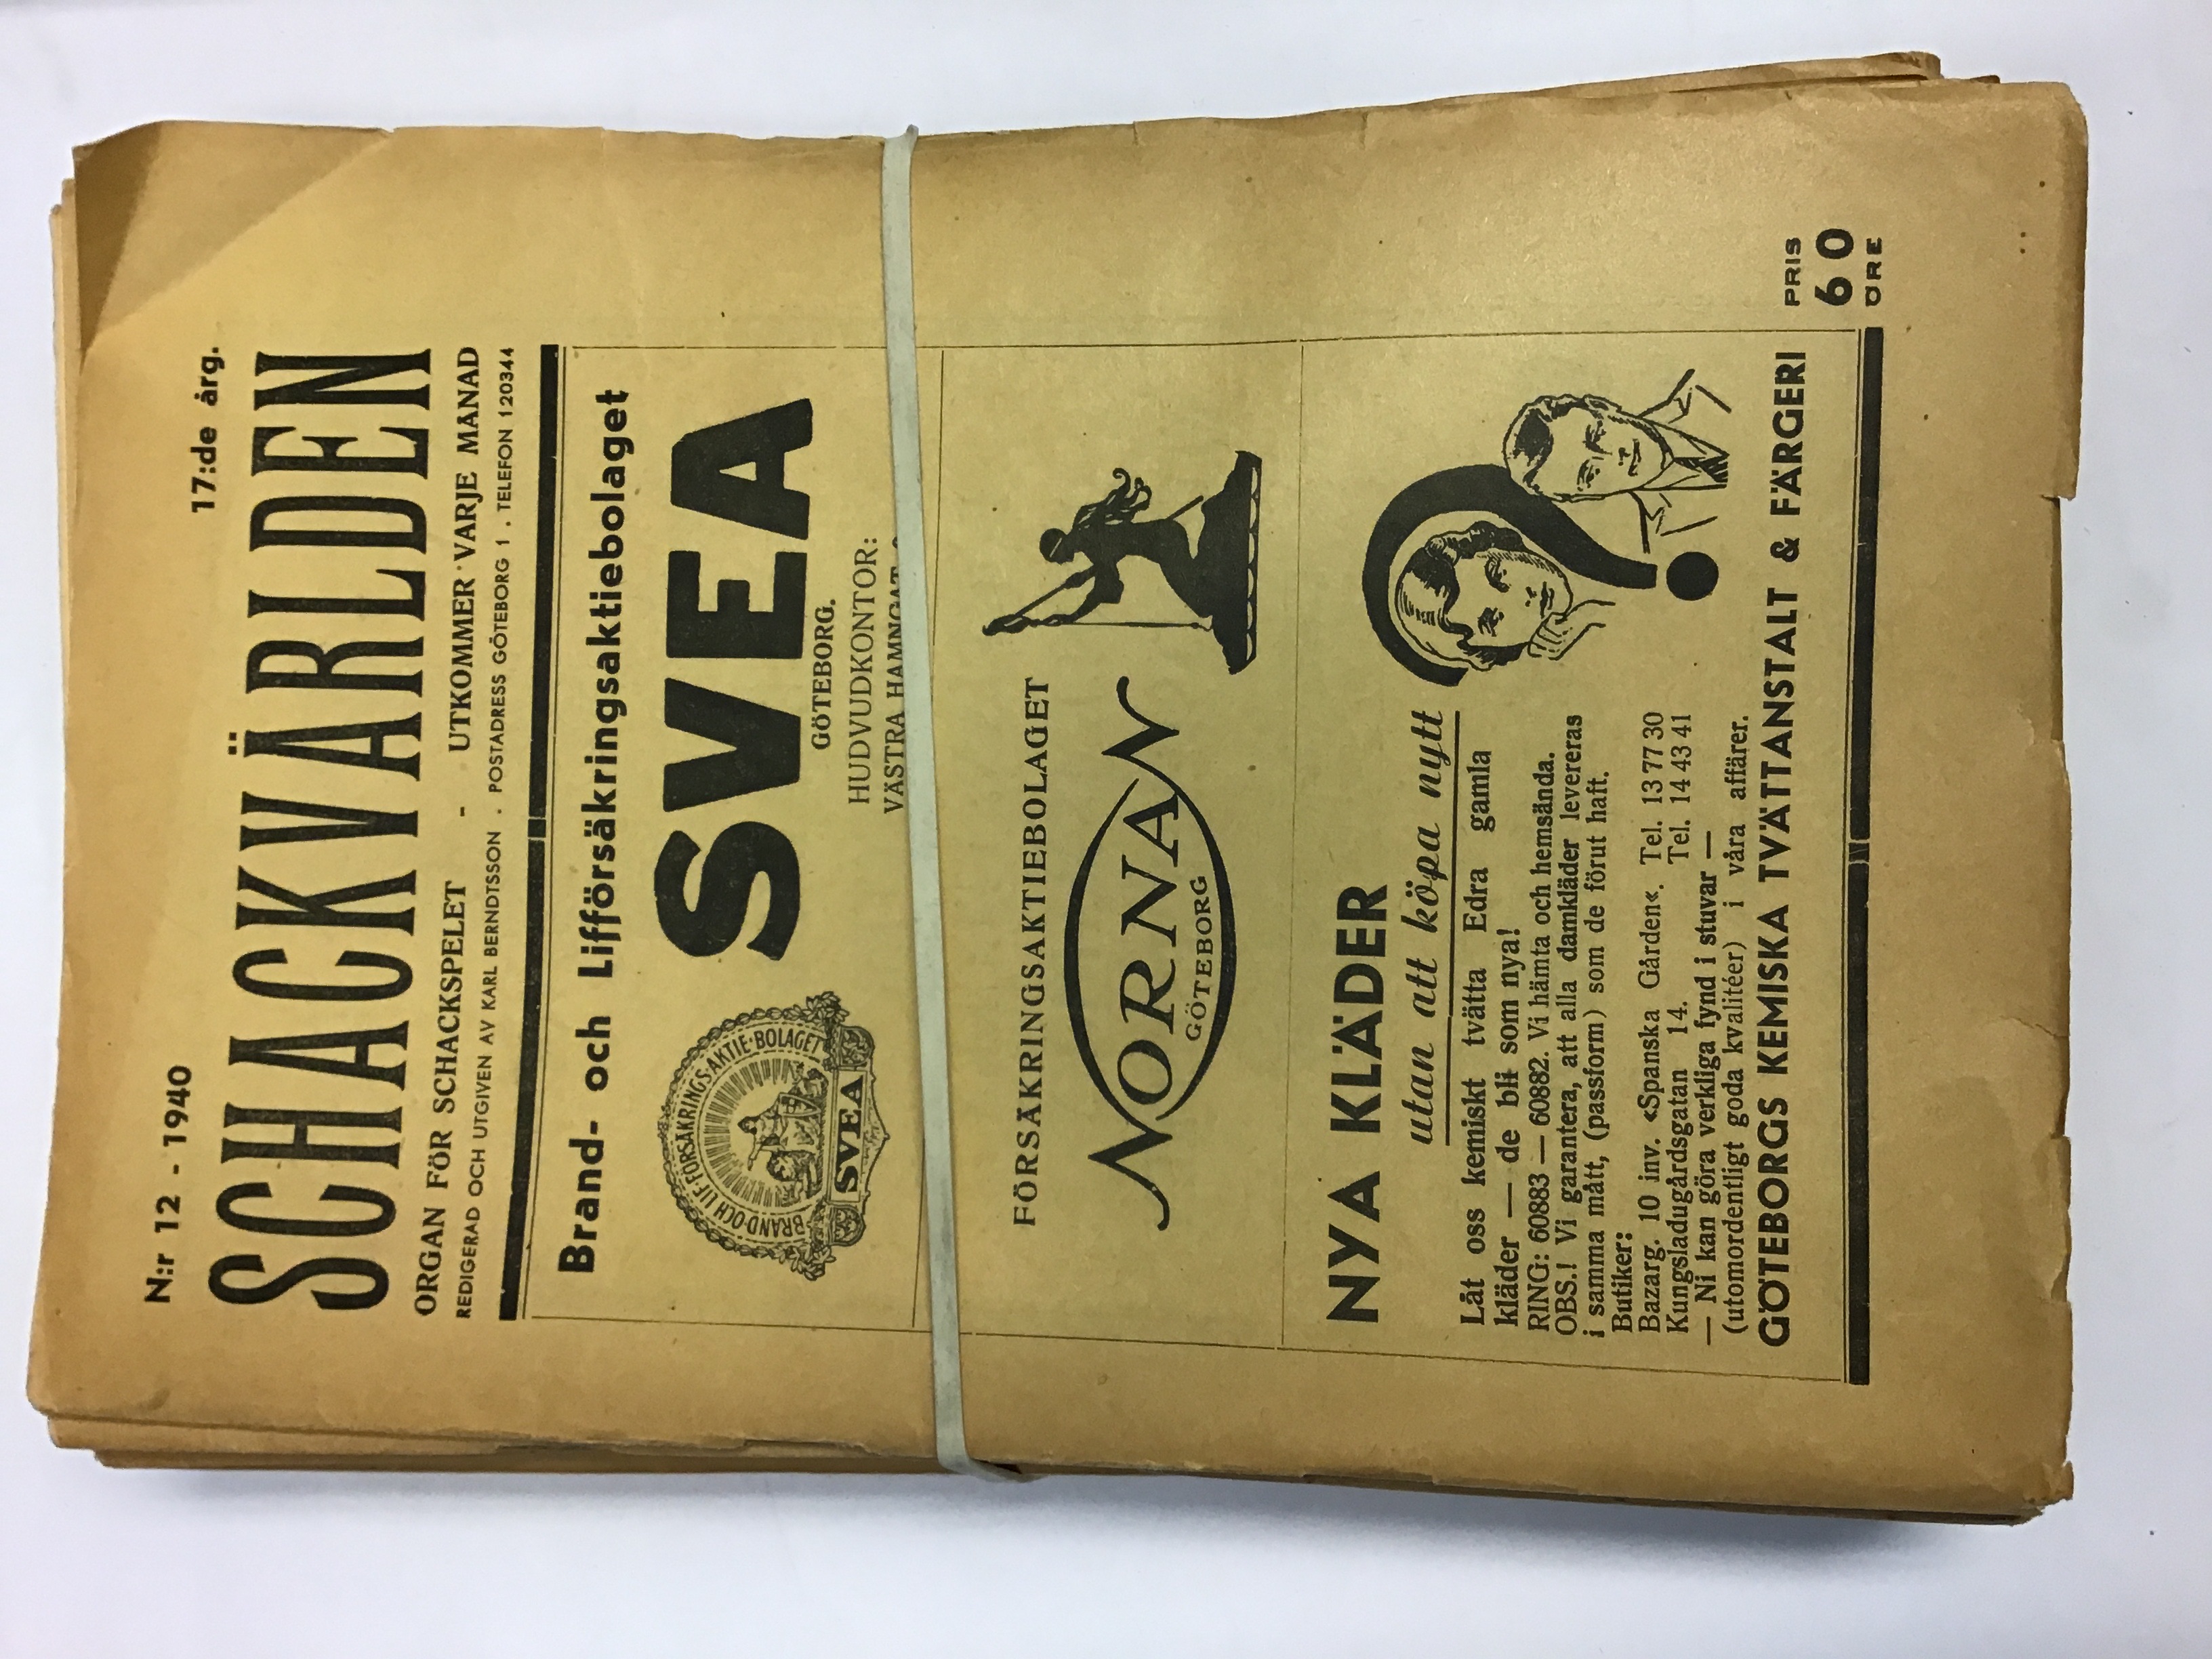 N:r 12 - 1940
17:de årg.
SCHACKVÄRLDEN
ORGAN FÖR SCHACKSPELET - UTKOMMER VARJE MANAD
REDIGERAD OCH UTGIVEN AV KARL BERNDTSSON . POSTADRESS GÖTEBORG 1 . TELEFON 120344
Brand- och Lifförsäkringsaktiebolaget
BRAND-OCH LIF-FÖRSÄKRINGS-AKTIE-BOLAGET
SVEA
SVEA
GÖTEBORG.
HUDVUDKONTOR:
VÄSTRA HAMNGAT.
FÖRSÄKRINGSAKTIEBOLAGET
NORNAN
GÖTEBORG
NYA KLÄDER
utan att köpa nytt
Låt oss kemiskt tvätta Edra gamla
kläder — de bli som nya!
RING: 60883 — 60882. Vi hämta och hemsända.
OBS.! Vi garantera, att alla damkläder levereras
i samma mått, (passform) som de förut haft.
Butiker:
Bazarg. 10 inv. «Spanska Gården«. Tel. 13 77 30
Kungsladugårdsgatan 14. Tel. 14 43 41
— Ni kan göra verkliga fynd i stuvar —
(utomordentligt goda kvalitéer) i våra affärer.
?
GÖTEBORGS KEMISKA TVÄTTANSTALT & FÄRGERI
PRIS
60
ÖRE